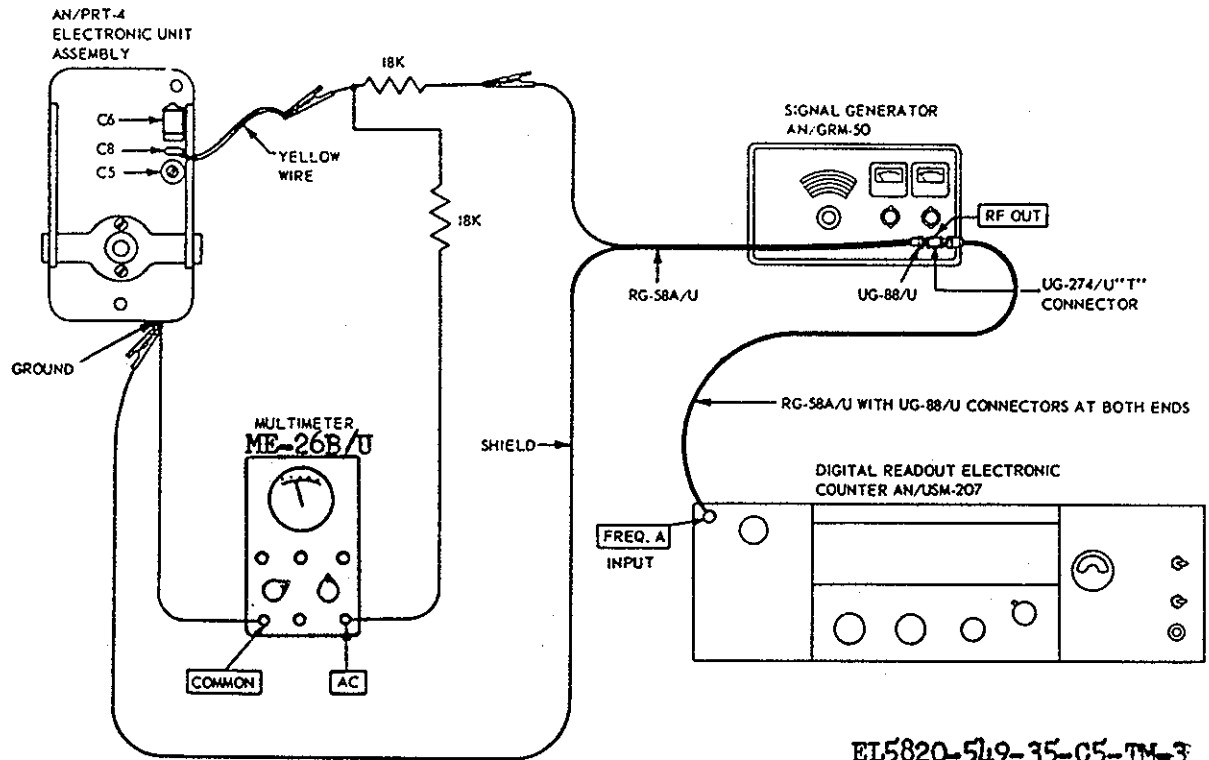 AN/PRT-4
ELECTRONIC UNIT
ASSEMBLY
C6
C8
C5
YELLOW
WIRE
18K
18K
SIGNAL GENERATOR
AN/GRM-50
RF OUT
RG-58A/U
UG-88/U
UG-274/U"T"
CONNECTOR
GROUND
MULTIMETER
ME-26B/U
SHIELD
RG-58A/U WITH UG-88/U CONNECTORS AT BOTH ENDS
DIGITAL READOUT ELECTRONIC
COUNTER AN/USM-207
FREQ. A
INPUT
COMMON
AC
EL5820-549-35-C5-TM-3